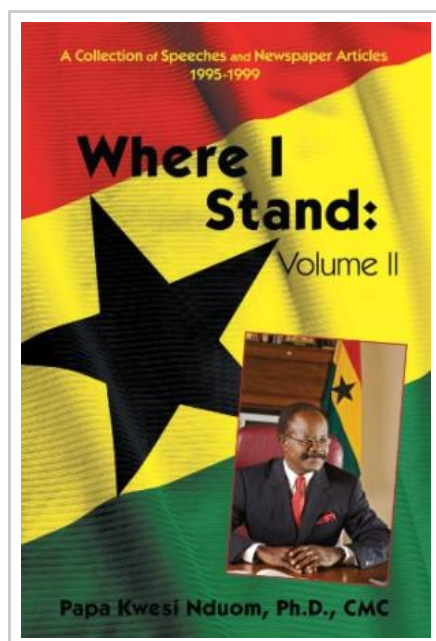 A Collection of Speeches and Newspaper Articles
1995-1999
Where I
Stand:
Volume II
Papa Kwesi Nduom, Ph.D., CMC